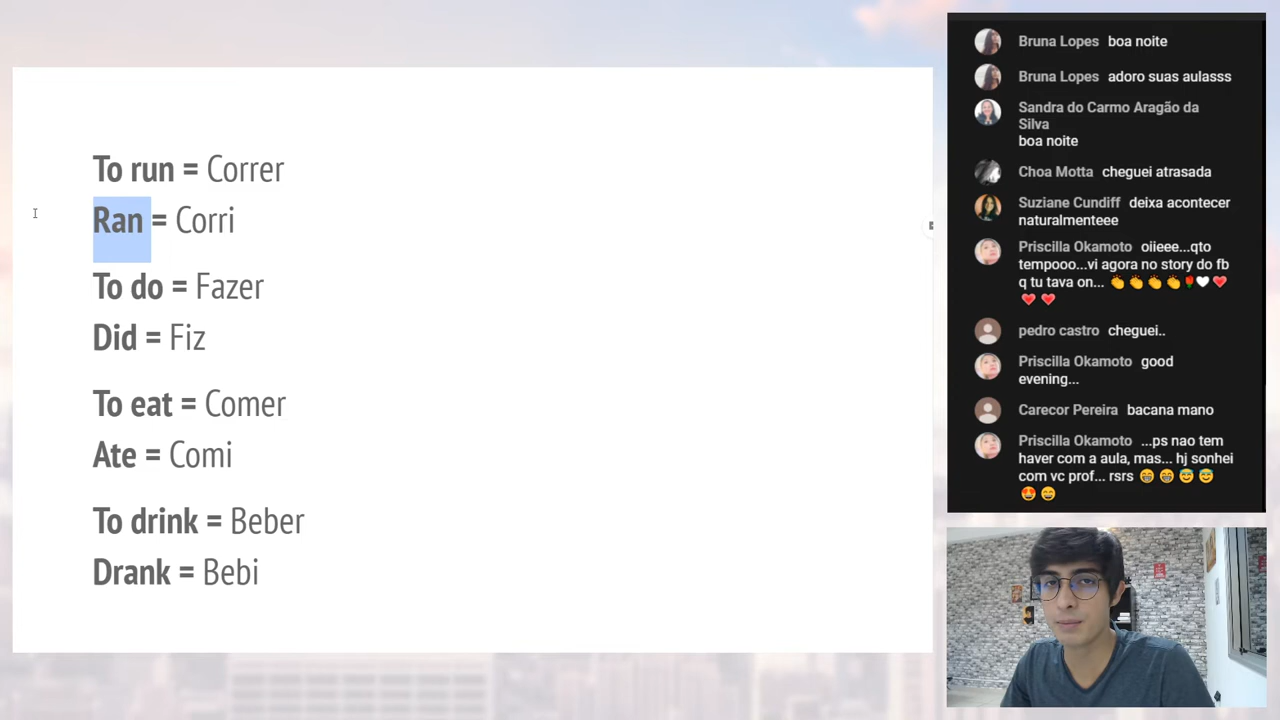 To run = Correr
Ran = Corri
To do = Fazer
Did = Fiz
To eat = Comer
Ate = Comi
To drink = Beber
Drank = Bebi
Bruna Lopes boa noite
Bruna Lopes adoro suas aulasss
Sandra do Carmo Aragão da
Silva
boa noite
Choa Motta cheguei atrasada
Suziane Cundiff deixa acontecer
naturalmenteee
Priscilla Okamoto oiieee...qto
tempooo...vi agora no story do fb
q tu tava on... 👏👏👏👏🌹🤍❤️
❤️❤️
pedro castro cheguei..
Priscilla Okamoto good
evening...
Carecor Pereira bacana mano
Priscilla Okamoto ...ps nao tem
haver com a aula, mas... hj sonhei
com vc prof... rsrs 😁😁😇😇
😍😄